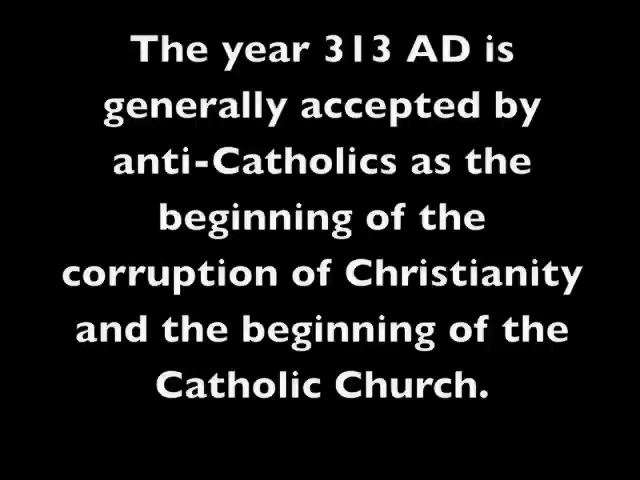 The year 313 AD is
generally accepted by
anti-Catholics as the
beginning of the
corruption of Christianity
and the beginning of the
Catholic Church.